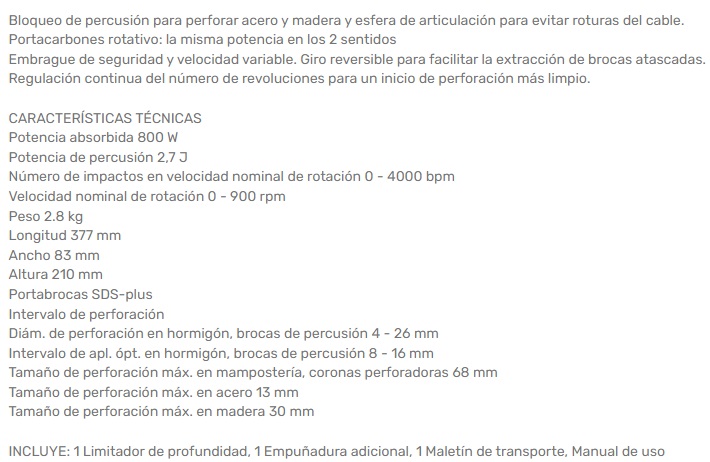 Bloqueo de percusión para perforar acero y madera y esfera de articulación para evitar roturas del cable.
Portacarbones rotativo: la misma potencia en los 2 sentidos
Embrague de seguridad y velocidad variable. Giro reversible para facilitar la extracción de brocas atascadas.
Regulación continua del número de revoluciones para un inicio de perforación más limpio.
CARACTERÍSTICAS TÉCNICAS
Potencia absorbida 800 W
Potencia de percusión 2,7 J
Número de impactos en velocidad nominal de rotación 0 - 4000 bpm
Velocidad nominal de rotación 0 - 900 rpm
Peso 2.8 kg
Longitud 377 mm
Ancho 83 mm
Altura 210 mm
Portabrocas SDS-plus
Intervalo de perforación
Diám. de perforación en hormigón, brocas de percusión 4 - 26 mm
Intervalo de apl. ópt. en hormigón, brocas de percusión 8 - 16 mm
Tamaño de perforación máx. en mampostería, coronas perforadoras 68 mm
Tamaño de perforación máx. en acero 13 mm
Tamaño de perforación máx. en madera 30 mm
INCLUYE: 1 Limitador de profundidad, 1 Empuñadura adicional, 1 Maletín de transporte, Manual de uso